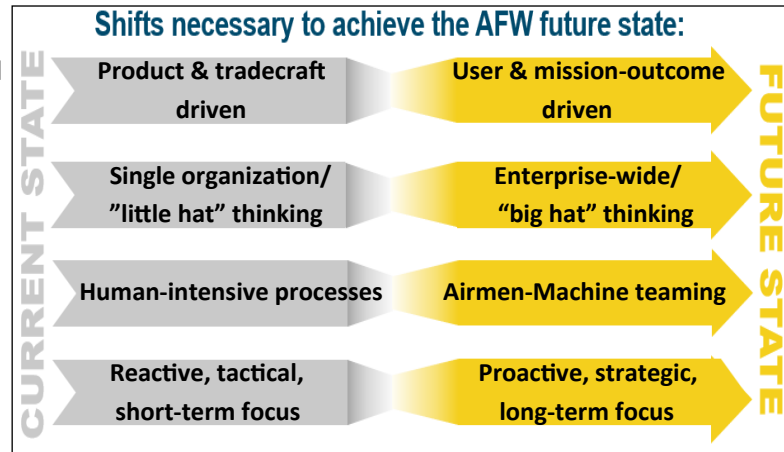 Shifts necessary to achieve the AFW future state:
CURRENT STATE
Product & tradecraft
driven
User & mission-outcome
driven
Single organization/
”little hat” thinking
Enterprise-wide/
“big hat” thinking
Human-intensive processes
Airmen-Machine teaming
Reactive, tactical,
short-term focus
Proactive, strategic,
long-term focus
FUTURE STATE